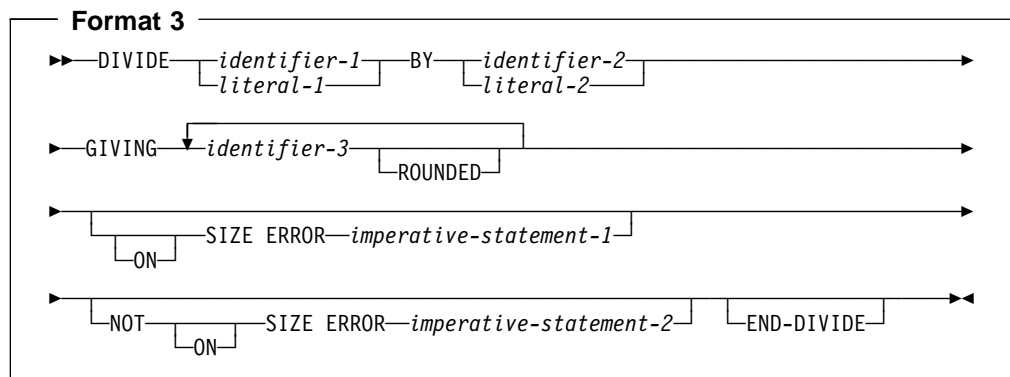 Format 3
DIVIDE identifier-1 BY identifier-2
literal-1 literal-2
GIVING identifier-3
ROUNDED
SIZE ERROR imperative-statement-1
ON
NOT SIZE ERROR imperative-statement-2 END-DIVIDE
ON